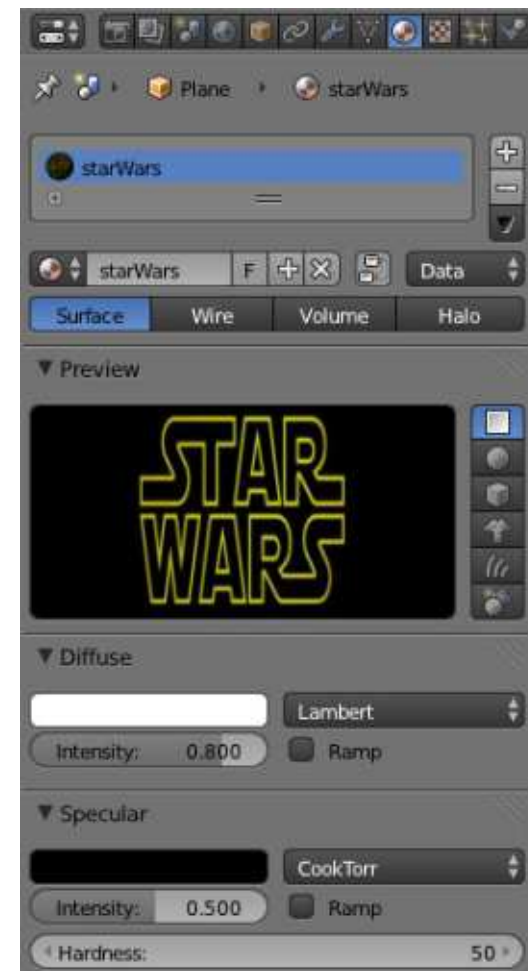 Plane starWars
starWars
starWars F Data
Surface Wire Volume Halo
Preview
STAR
WARS
Diffuse
Lambert
Intensity: 0.800 Ramp
Specular
CookTorr
Intensity: 0.500 Ramp
Hardness: 50